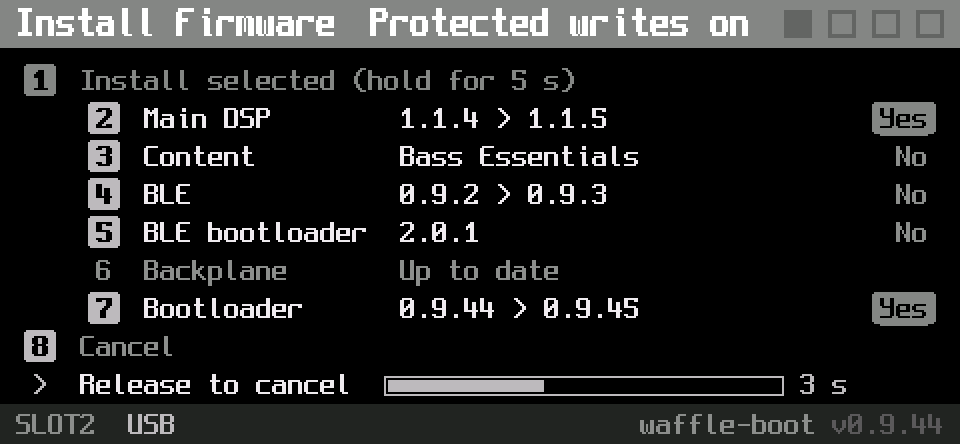 Install Firmware Protected writes on
1 Install selected (hold for 5 s)
2 Main DSP 1.1.4 > 1.1.5 Yes
3 Content Bass Essentials No
4 BLE 0.9.2 > 0.9.3 No
5 BLE bootloader 2.0.1 No
6 Backplane Up to date
7 Bootloader 0.9.44 > 0.9.45 Yes
8 Cancel
> Release to cancel 3 s
SLOT2 USB waffle-boot v0.9.44